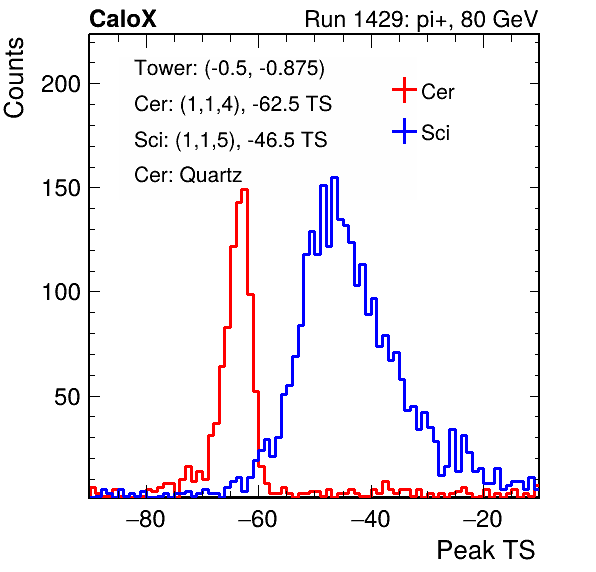 CaloX Run 1429: pi+, 80 GeV
Counts
Tower: (-0.5, -0.875)
Cer: (1,1,4), -62.5 TS
Sci: (1,1,5), -46.5 TS
Cer: Quartz
Cer
Sci
200
150
100
50
−80 −60 −40 −20
Peak TS